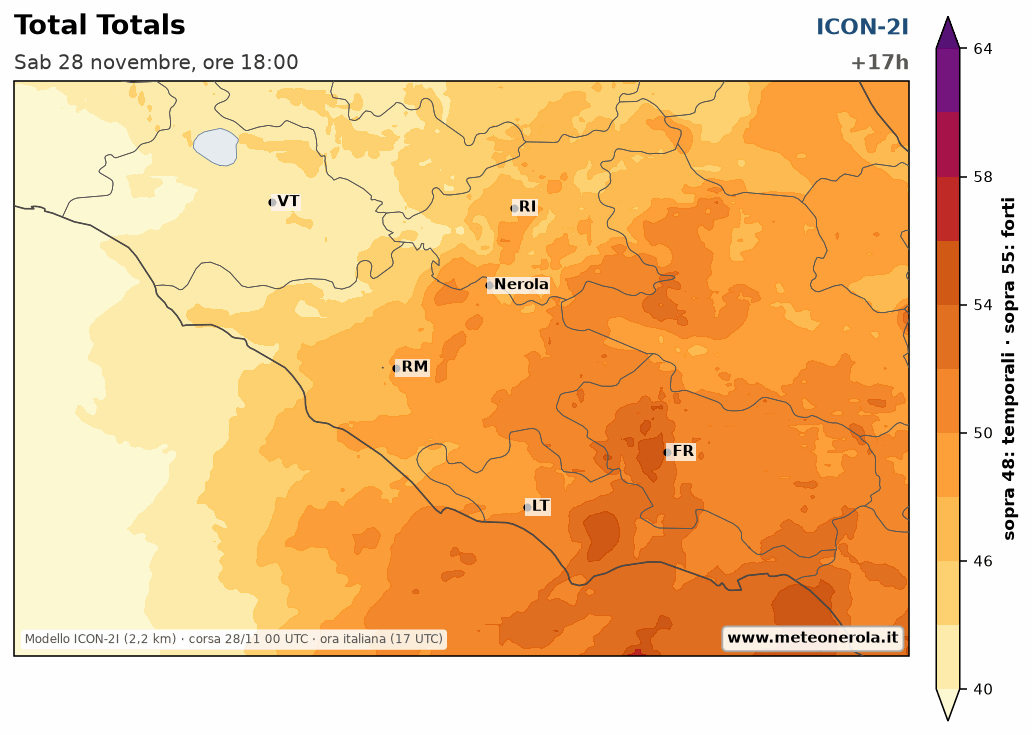 Total Totals
ICON-2I
Sab 28 novembre, ore 18:00
+17h
VT
RI
Nerola
RM
FR
LT
Modello ICON-2I (2,2 km) · corsa 28/11 00 UTC · ora italiana (17 UTC)
www.meteonerola.it
64
58
54
50
46
40
sopra 48: temporali · sopra 55: forti